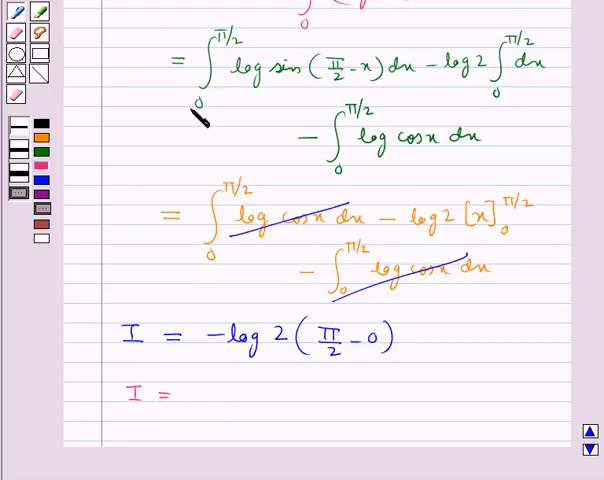 0
= ∫₀^{π/2} log sin (π/2 - x) dx - log 2 ∫₀^{π/2} dx
- ∫₀^{π/2} log cos x dx
= ∫₀^{π/2} log cos x dx - log 2 [x]₀^{π/2}
- ∫₀^{π/2} log cos x dx
I = - log 2 (π/2 - 0)
I =